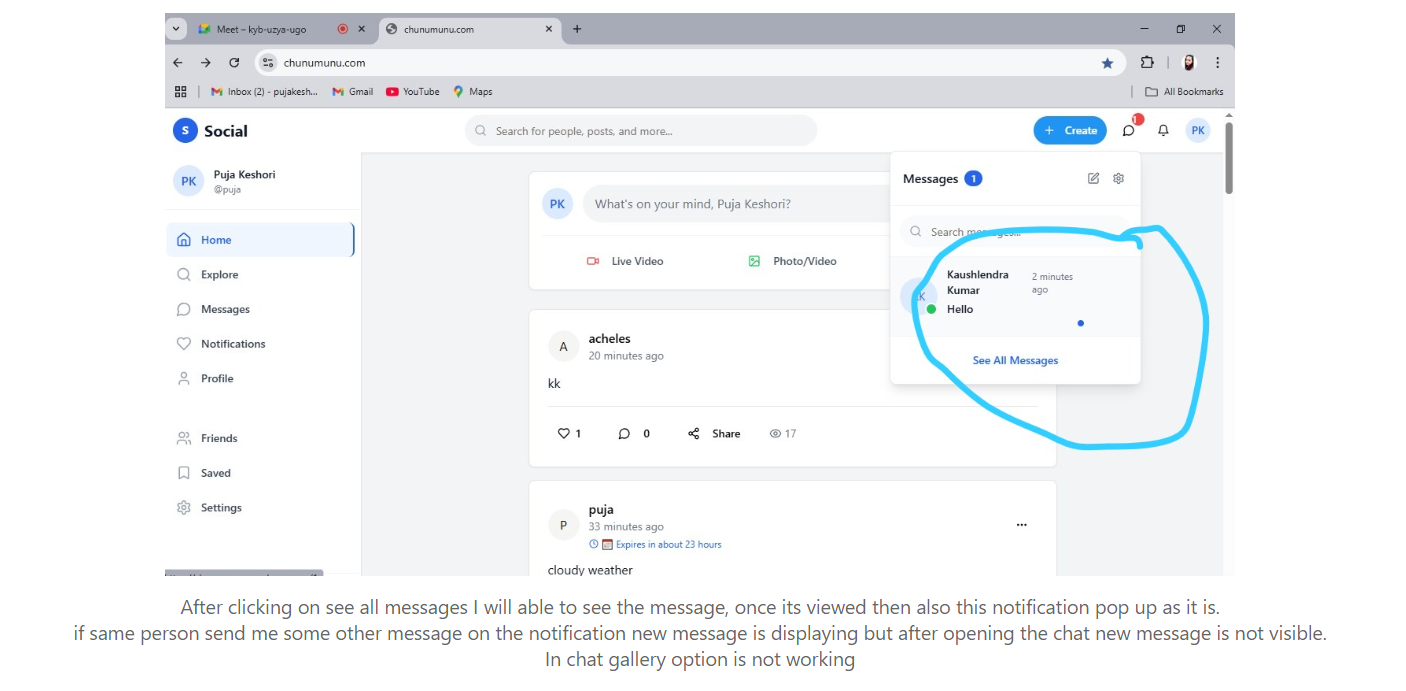 Meet – kyb-uzya-ugo
chunumunu.com
chunumunu.com
Inbox (2) - pujakesh...
Gmail
YouTube
Maps
All Bookmarks
S
Social
Search for people, posts, and more...
+ Create
1
PK
PK
Puja Keshori
@puja
Home
Explore
Messages
Notifications
Profile
Friends
Saved
Settings
PK
What's on your mind, Puja Keshori?
Live Video
Photo/Video
Messages 1
Search messages...
K
Kaushlendra
Kumar
2 minutes
ago
Hello
See All Messages
A
acheles
20 minutes ago
kk
1
0
Share
17
P
puja
33 minutes ago
...
Expires in about 23 hours
cloudy weather
After clicking on see all messages I will able to see the message, once its viewed then also this notification pop up as it is.
if same person send me some other message on the notification new message is displaying but after opening the chat new message is not visible.
In chat gallery option is not working